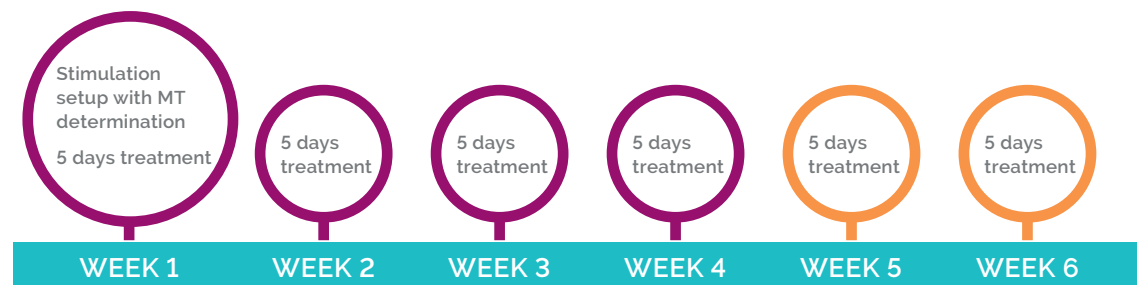 Stimulation
setup with MT
determination
5 days treatment
5 days
treatment
5 days
treatment
5 days
treatment
5 days
treatment
5 days
treatment
WEEK 1
WEEK 2
WEEK 3
WEEK 4
WEEK 5
WEEK 6